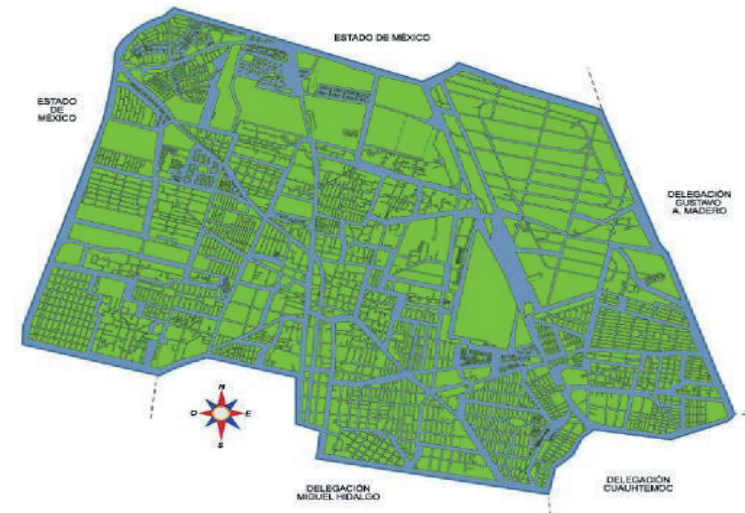 ESTADO DE MÉXICO
ESTADO
DE
MÉXICO
DELEGACIÓN
GUSTAVO
A. MADERO
N
O
E
S
DELEGACIÓN
MIGUEL HIDALGO
DELEGACIÓN
CUAUHTEMOC